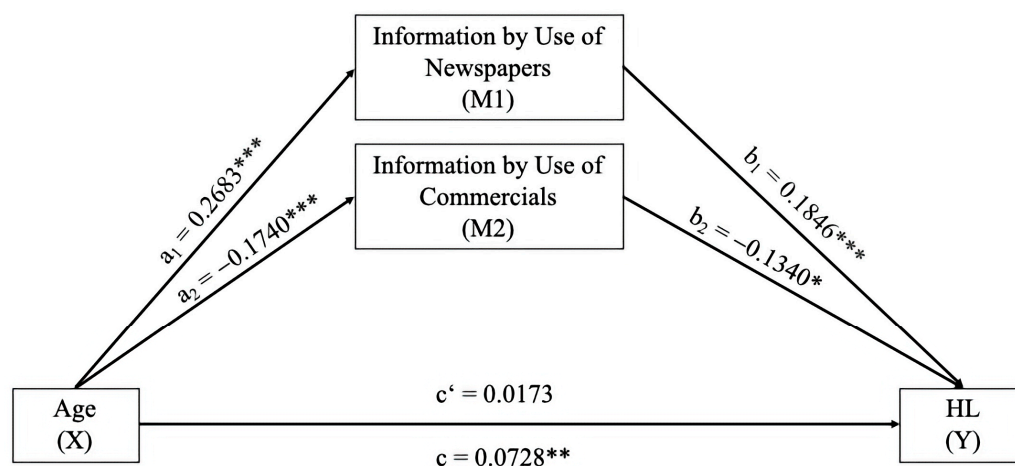 Information by Use of
Newspapers
(M1)
Information by Use of
Commercials
(M2)
a₁ = 0.2683***
a₂ = −0.1740***
b₁ = 0.1846***
b₂ = −0.1340*
Age
(X)
c‘ = 0.0173
c = 0.0728**
HL
(Y)